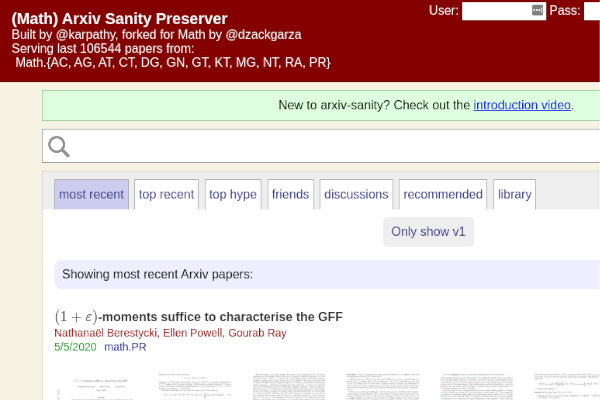 (Math) Arxiv Sanity Preserver
User: Pass:
Built by @karpathy, forked for Math by @dzackgarza
Serving last 106544 papers from:
Math.{AC, AG, AT, CT, DG, GN, GT, KT, MG, NT, RA, PR}
New to arxiv-sanity? Check out the introduction video.
most recent top recent top hype friends discussions recommended library
Only show v1
Showing most recent Arxiv papers:
(1 + ε)-moments suffice to characterise the GFF
Nathanaël Berestycki, Ellen Powell, Gourab Ray
5/5/2020 math.PR